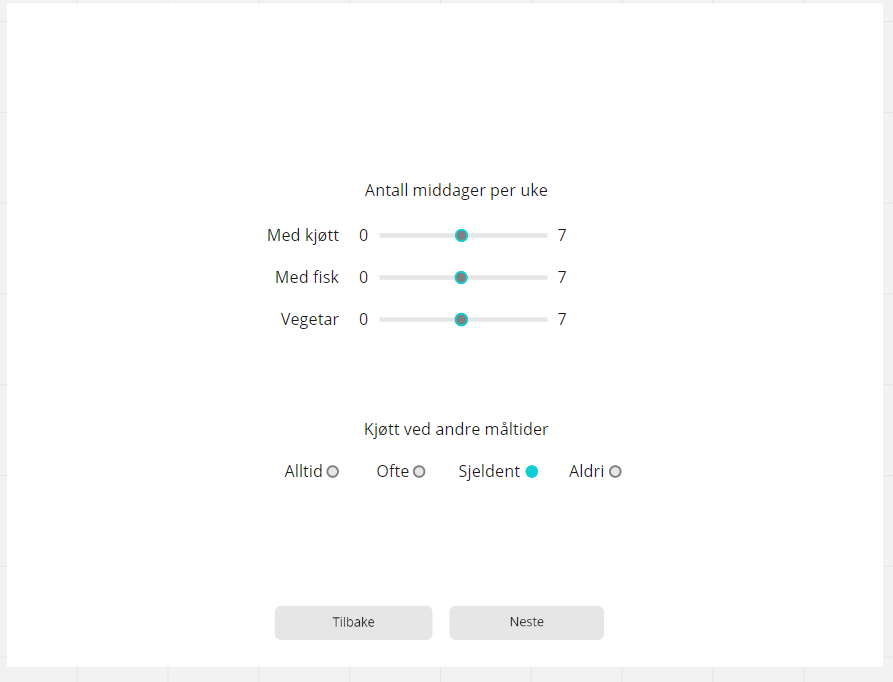 Antall middager per uke
Med kjøtt 0 7
Med fisk 0 7
Vegetar 0 7
Kjøtt ved andre måltider
Alltid Ofte Sjeldent Aldri
Tilbake Neste